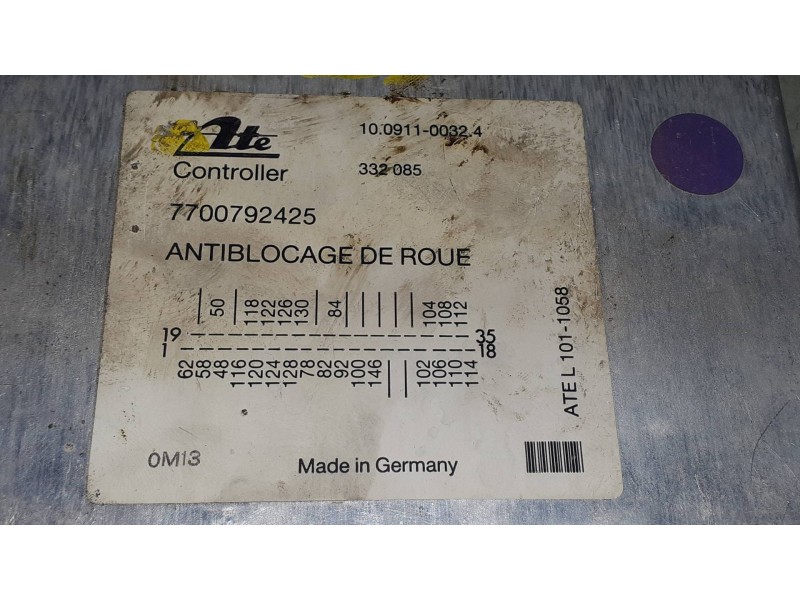 Ate 10.0911-0032.4
Controller 332 085
7700792425
ANTIBLOCAGE DE ROUE
50 118 122 126 130 84 104 108 112
19 35
1 18
62 58 48 116 120 124 128 78 82 92 100 146 102 106 110 114
ATE L 101-1058
0M13 Made in Germany